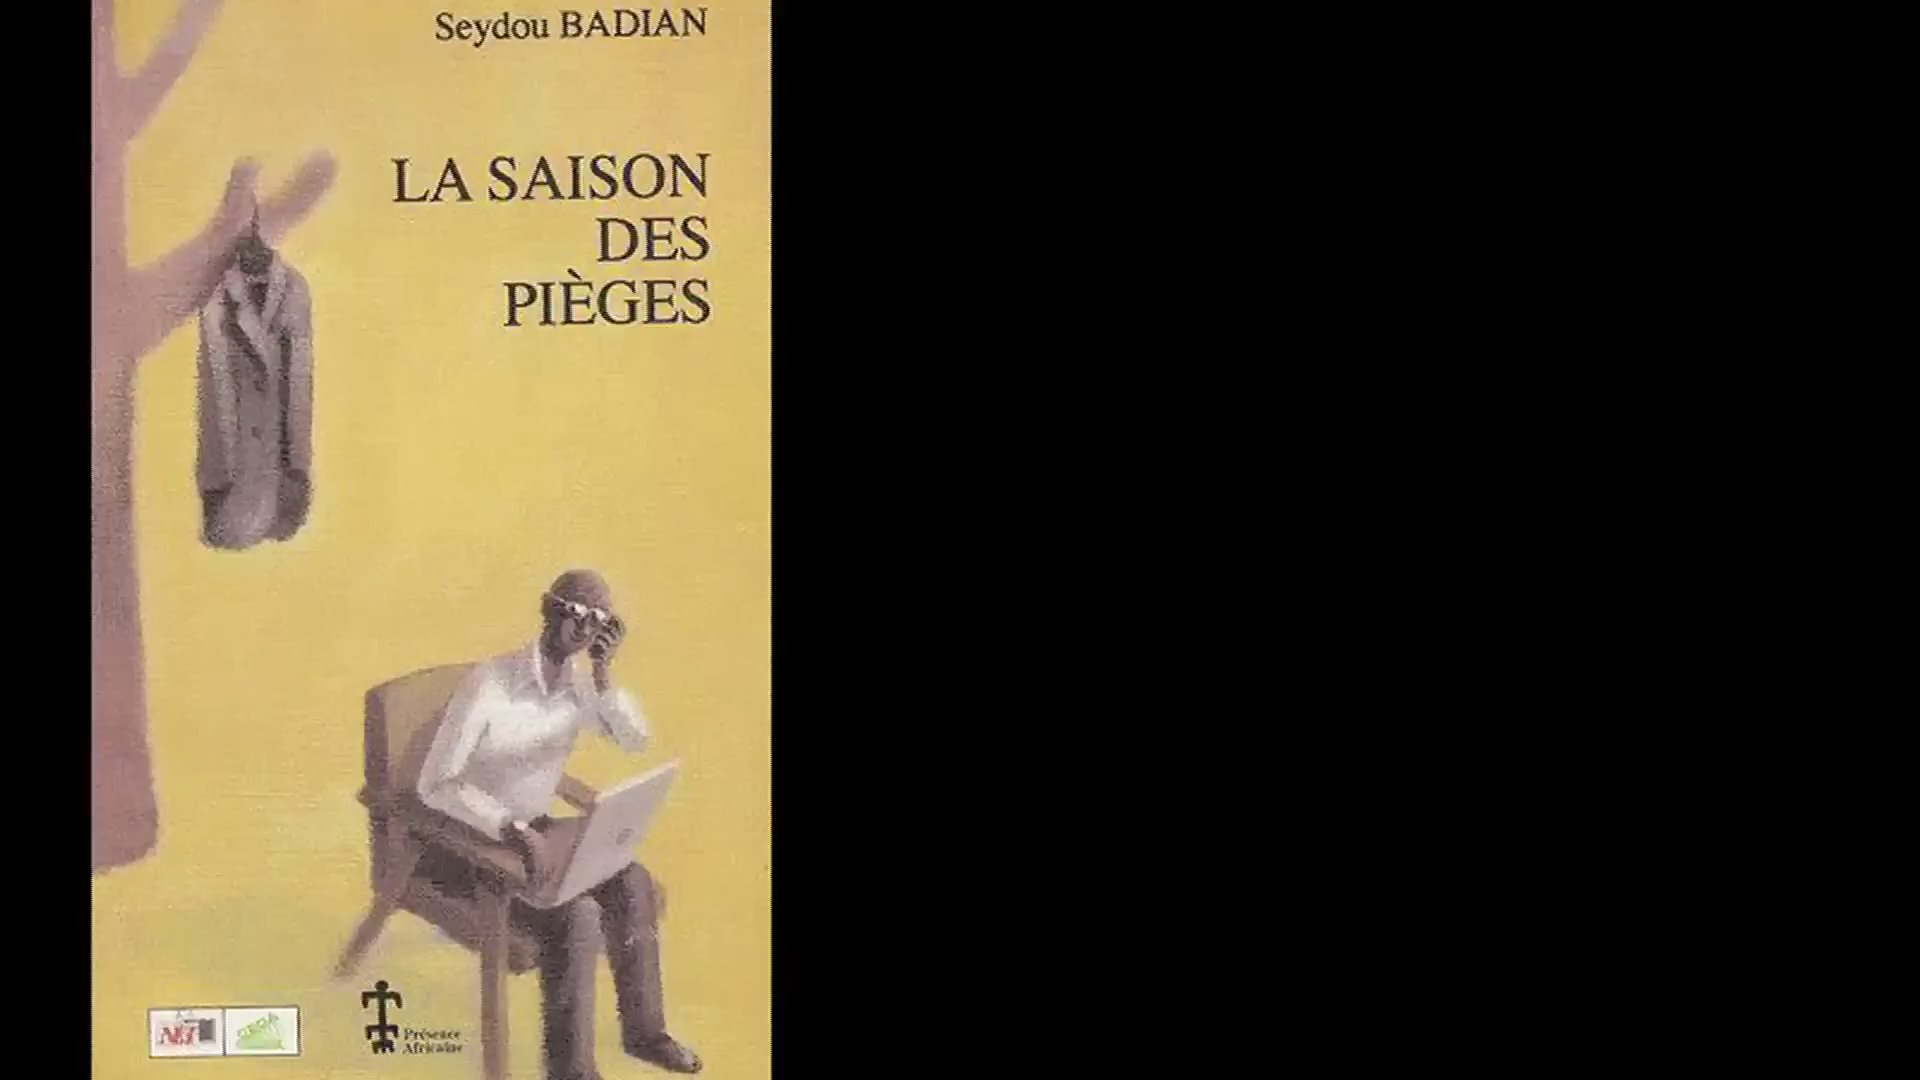 Seydou BADIAN
LA SAISON
DES
PIÈGES
Présence
Africaine